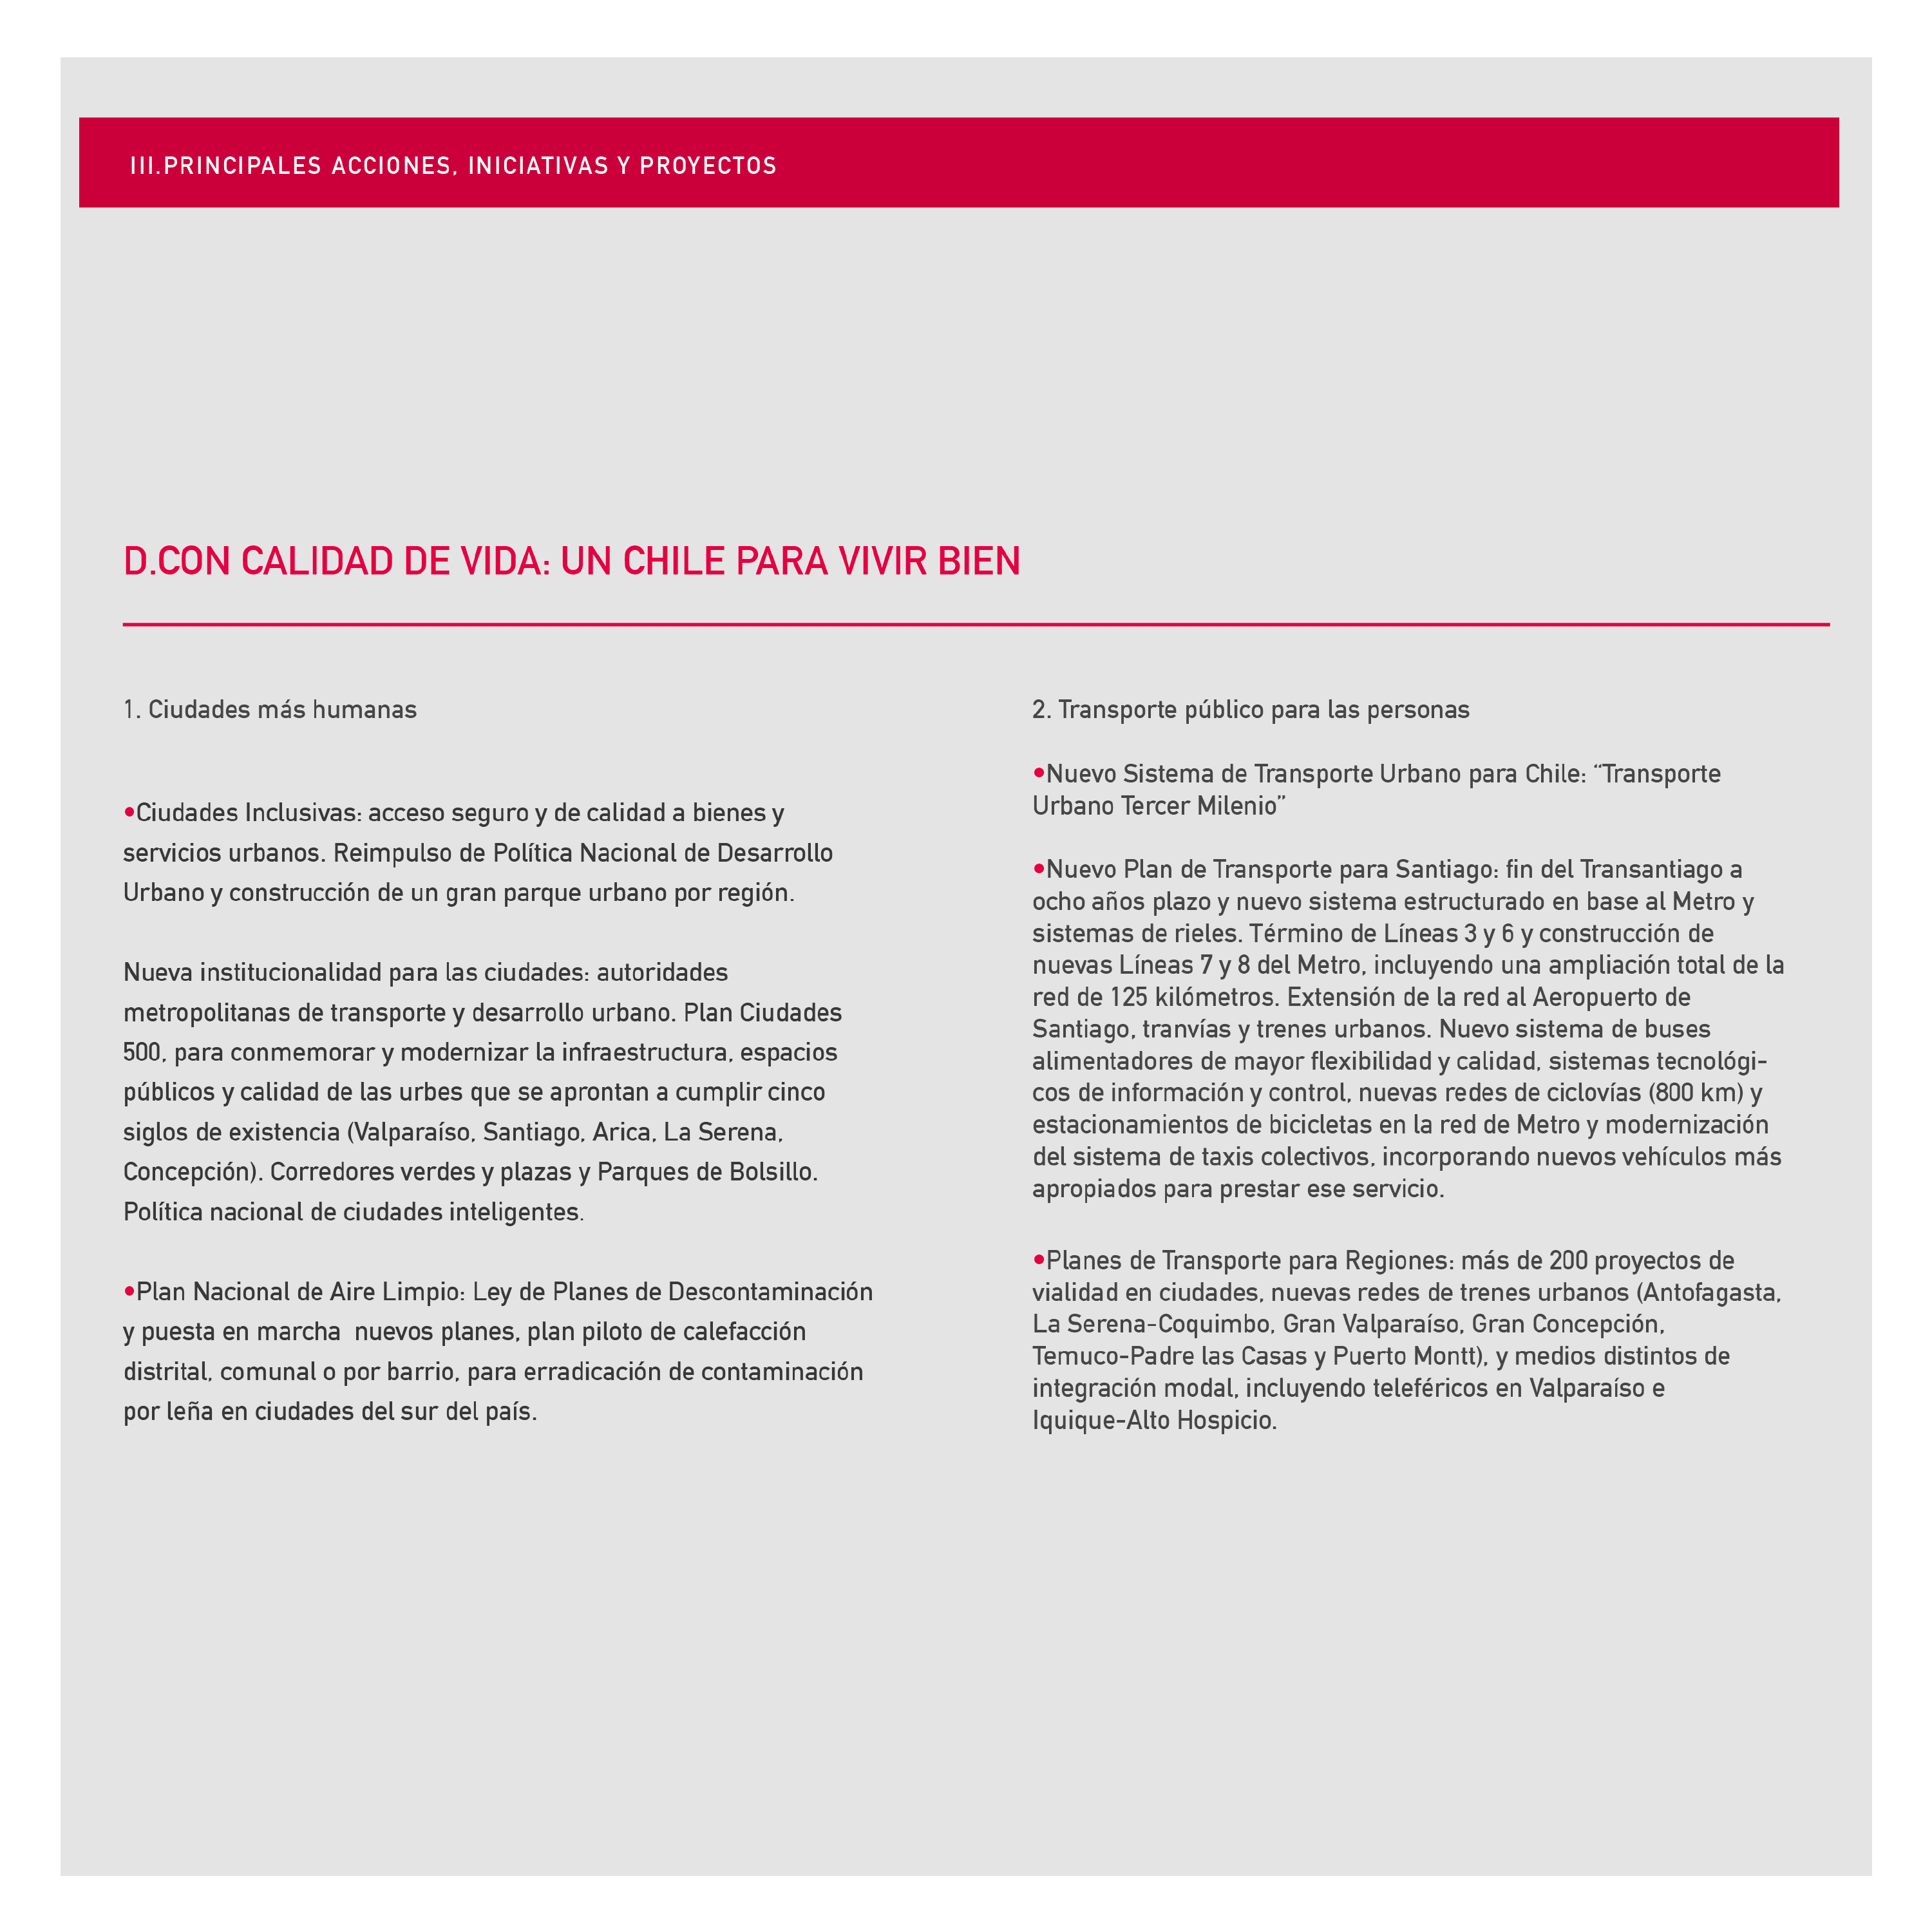 III.PRINCIPALES ACCIONES, INICIATIVAS Y PROYECTOS
D.CON CALIDAD DE VIDA: UN CHILE PARA VIVIR BIEN
1. Ciudades más humanas
•Ciudades Inclusivas: acceso seguro y de calidad a bienes y
servicios urbanos. Reimpulso de Política Nacional de Desarrollo
Urbano y construcción de un gran parque urbano por región.
Nueva institucionalidad para las ciudades: autoridades
metropolitanas de transporte y desarrollo urbano. Plan Ciudades
500, para conmemorar y modernizar la infraestructura, espacios
públicos y calidad de las urbes que se aprontan a cumplir cinco
siglos de existencia (Valparaíso, Santiago, Arica, La Serena,
Concepción). Corredores verdes y plazas y Parques de Bolsillo.
Política nacional de ciudades inteligentes.
•Plan Nacional de Aire Limpio: Ley de Planes de Descontaminación
y puesta en marcha  nuevos planes, plan piloto de calefacción
distrital, comunal o por barrio, para erradicación de contaminación
por leña en ciudades del sur del país.
2. Transporte público para las personas
•Nuevo Sistema de Transporte Urbano para Chile: “Transporte
Urbano Tercer Milenio”
•Nuevo Plan de Transporte para Santiago: fin del Transantiago a
ocho años plazo y nuevo sistema estructurado en base al Metro y
sistemas de rieles. Término de Líneas 3 y 6 y construcción de
nuevas Líneas 7 y 8 del Metro, incluyendo una ampliación total de la
red de 125 kilómetros. Extensión de la red al Aeropuerto de
Santiago, tranvías y trenes urbanos. Nuevo sistema de buses
alimentadores de mayor flexibilidad y calidad, sistemas tecnológi-
cos de información y control, nuevas redes de ciclovías (800 km) y
estacionamientos de bicicletas en la red de Metro y modernización
del sistema de taxis colectivos, incorporando nuevos vehículos más
apropiados para prestar ese servicio.
•Planes de Transporte para Regiones: más de 200 proyectos de
vialidad en ciudades, nuevas redes de trenes urbanos (Antofagasta,
La Serena-Coquimbo, Gran Valparaíso, Gran Concepción,
Temuco-Padre las Casas y Puerto Montt), y medios distintos de
integración modal, incluyendo teleféricos en Valparaíso e
Iquique-Alto Hospicio.